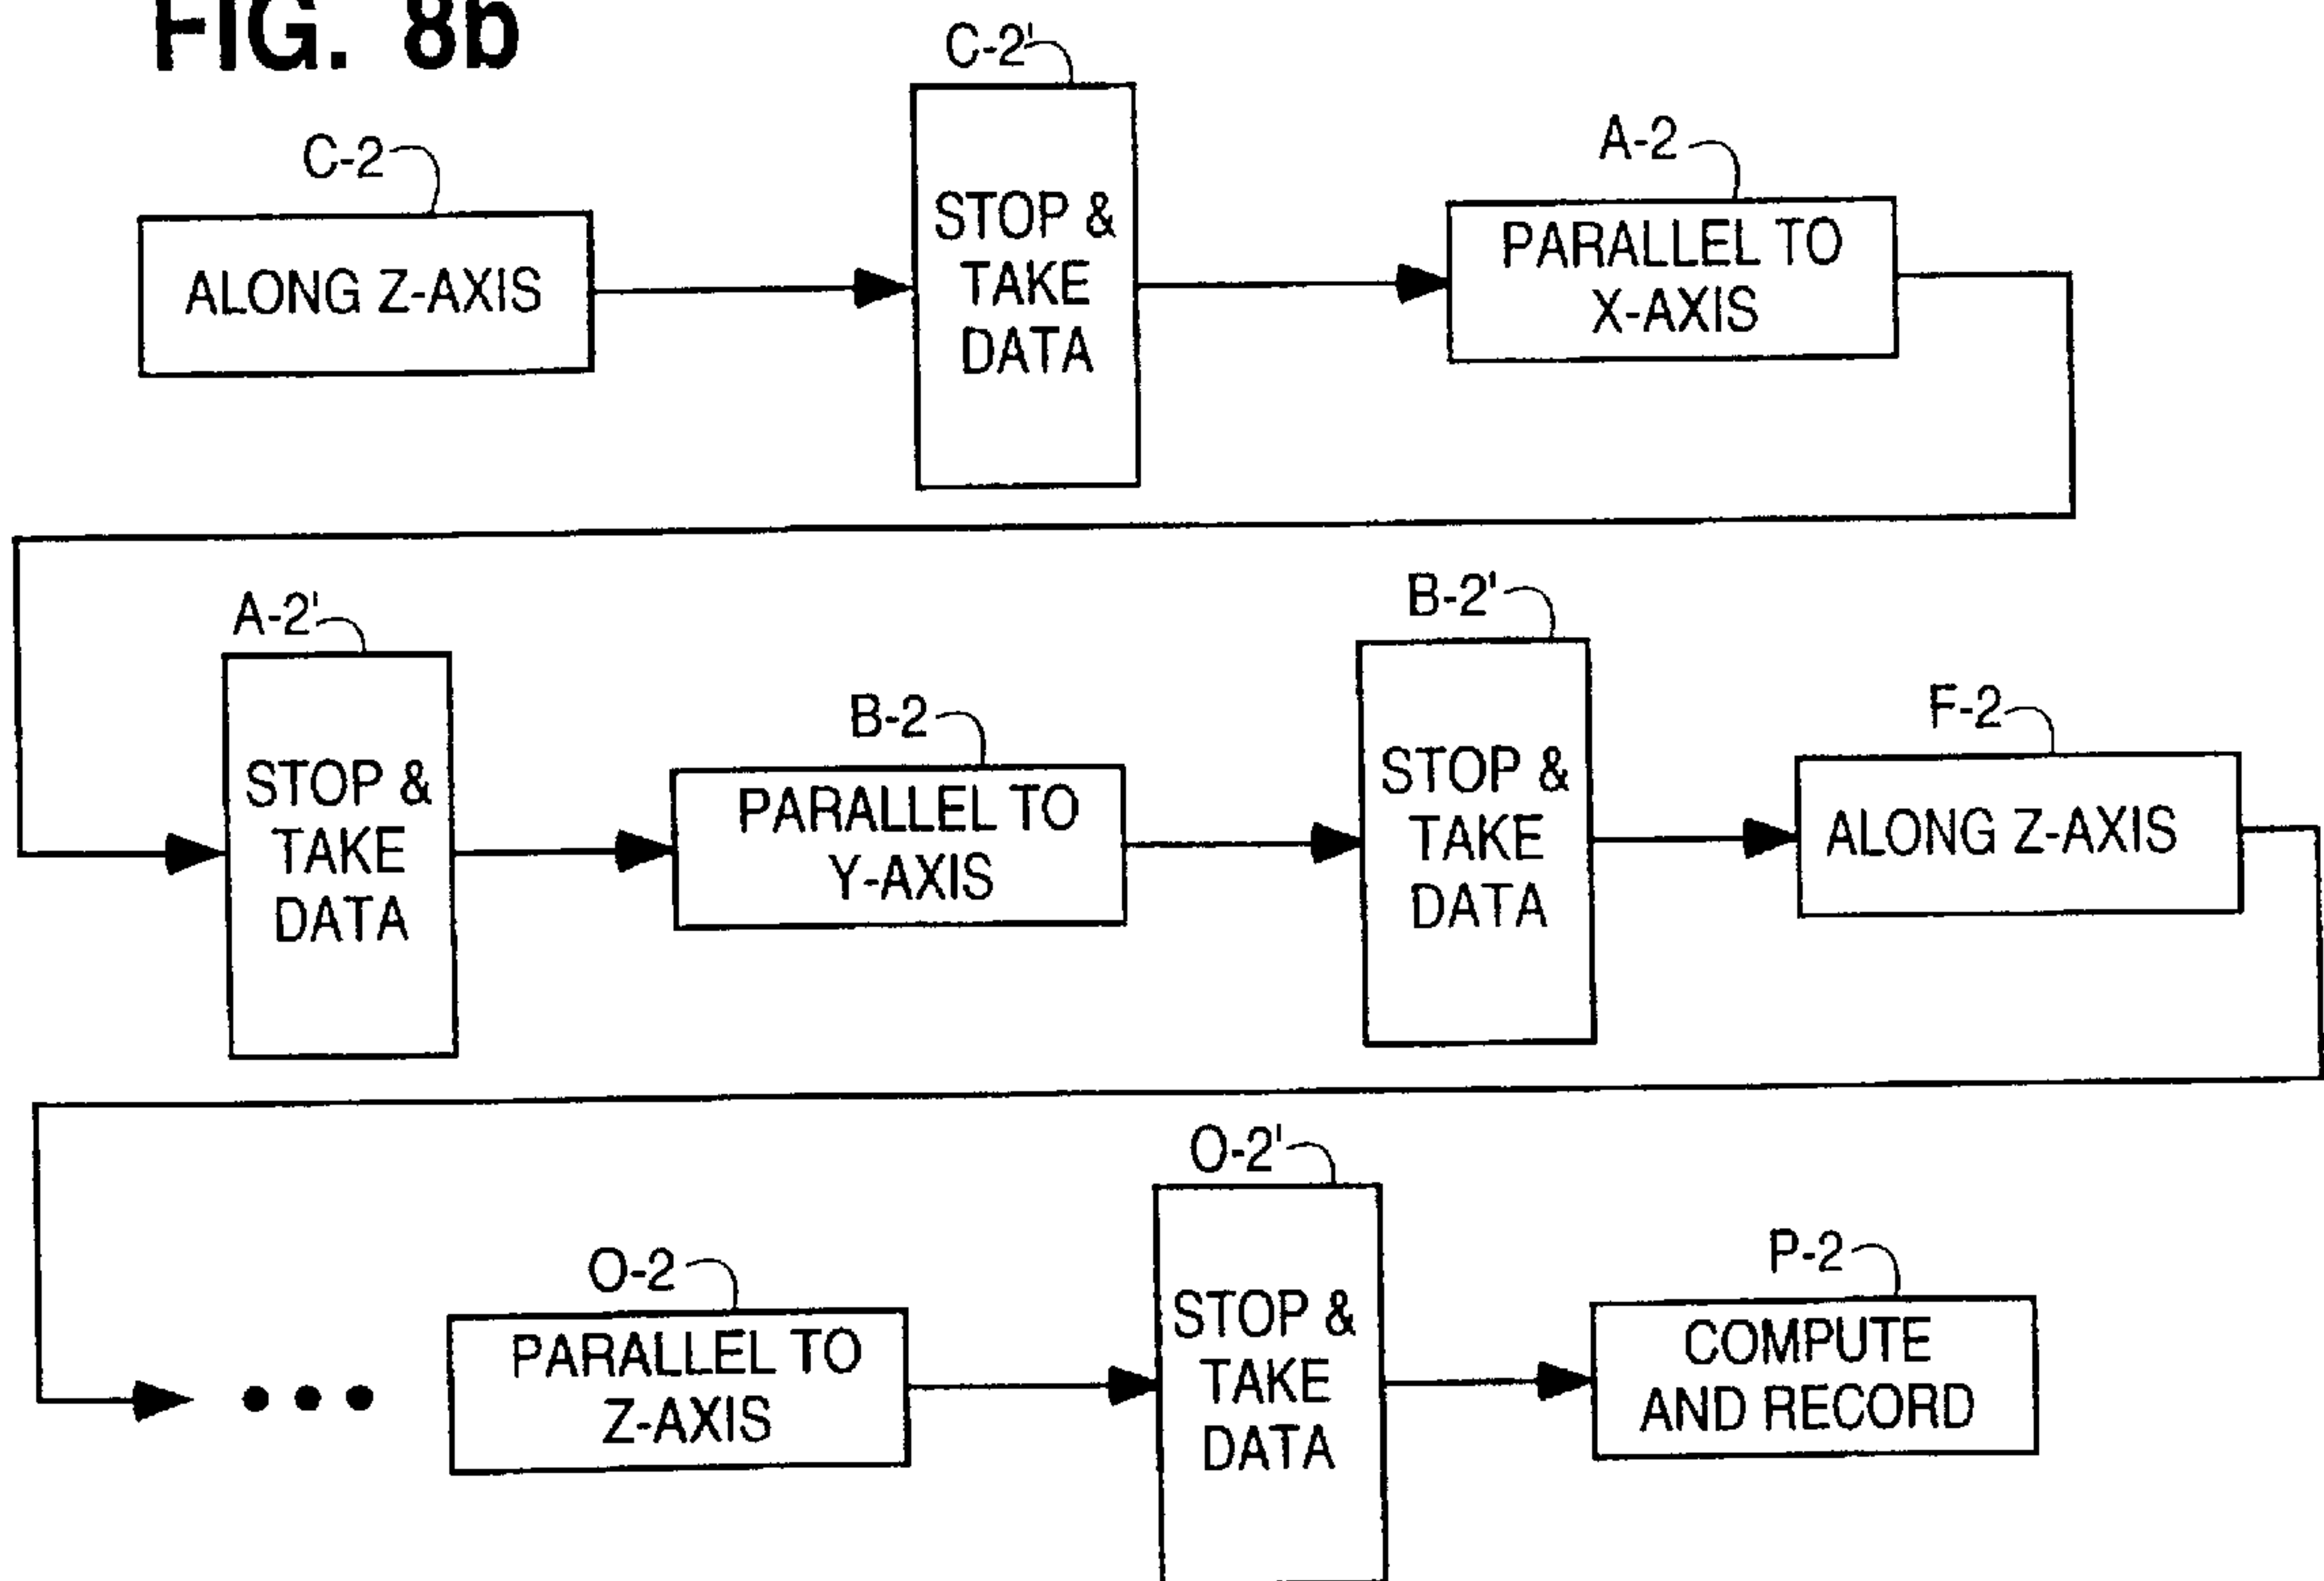 FIG. 8b
C-2
ALONG Z-AXIS
C-2'
STOP &
TAKE
DATA
A-2
PARALLEL TO
X-AXIS
A-2'
STOP &
TAKE
DATA
B-2
PARALLEL TO
Y-AXIS
B-2'
STOP &
TAKE
DATA
F-2
ALONG Z-AXIS
O-2
PARALLEL TO
Z-AXIS
O-2'
STOP &
TAKE
DATA
P-2
COMPUTE
AND RECORD